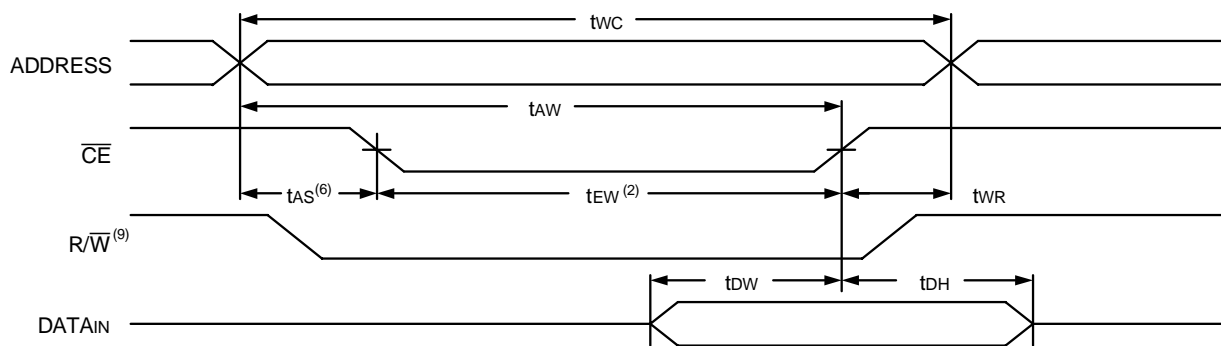 tWC
ADDRESS
tAW
CE
tAS(6)
tEW (2)
tWR
R/W (9)
tDW
tDH
DATAIN